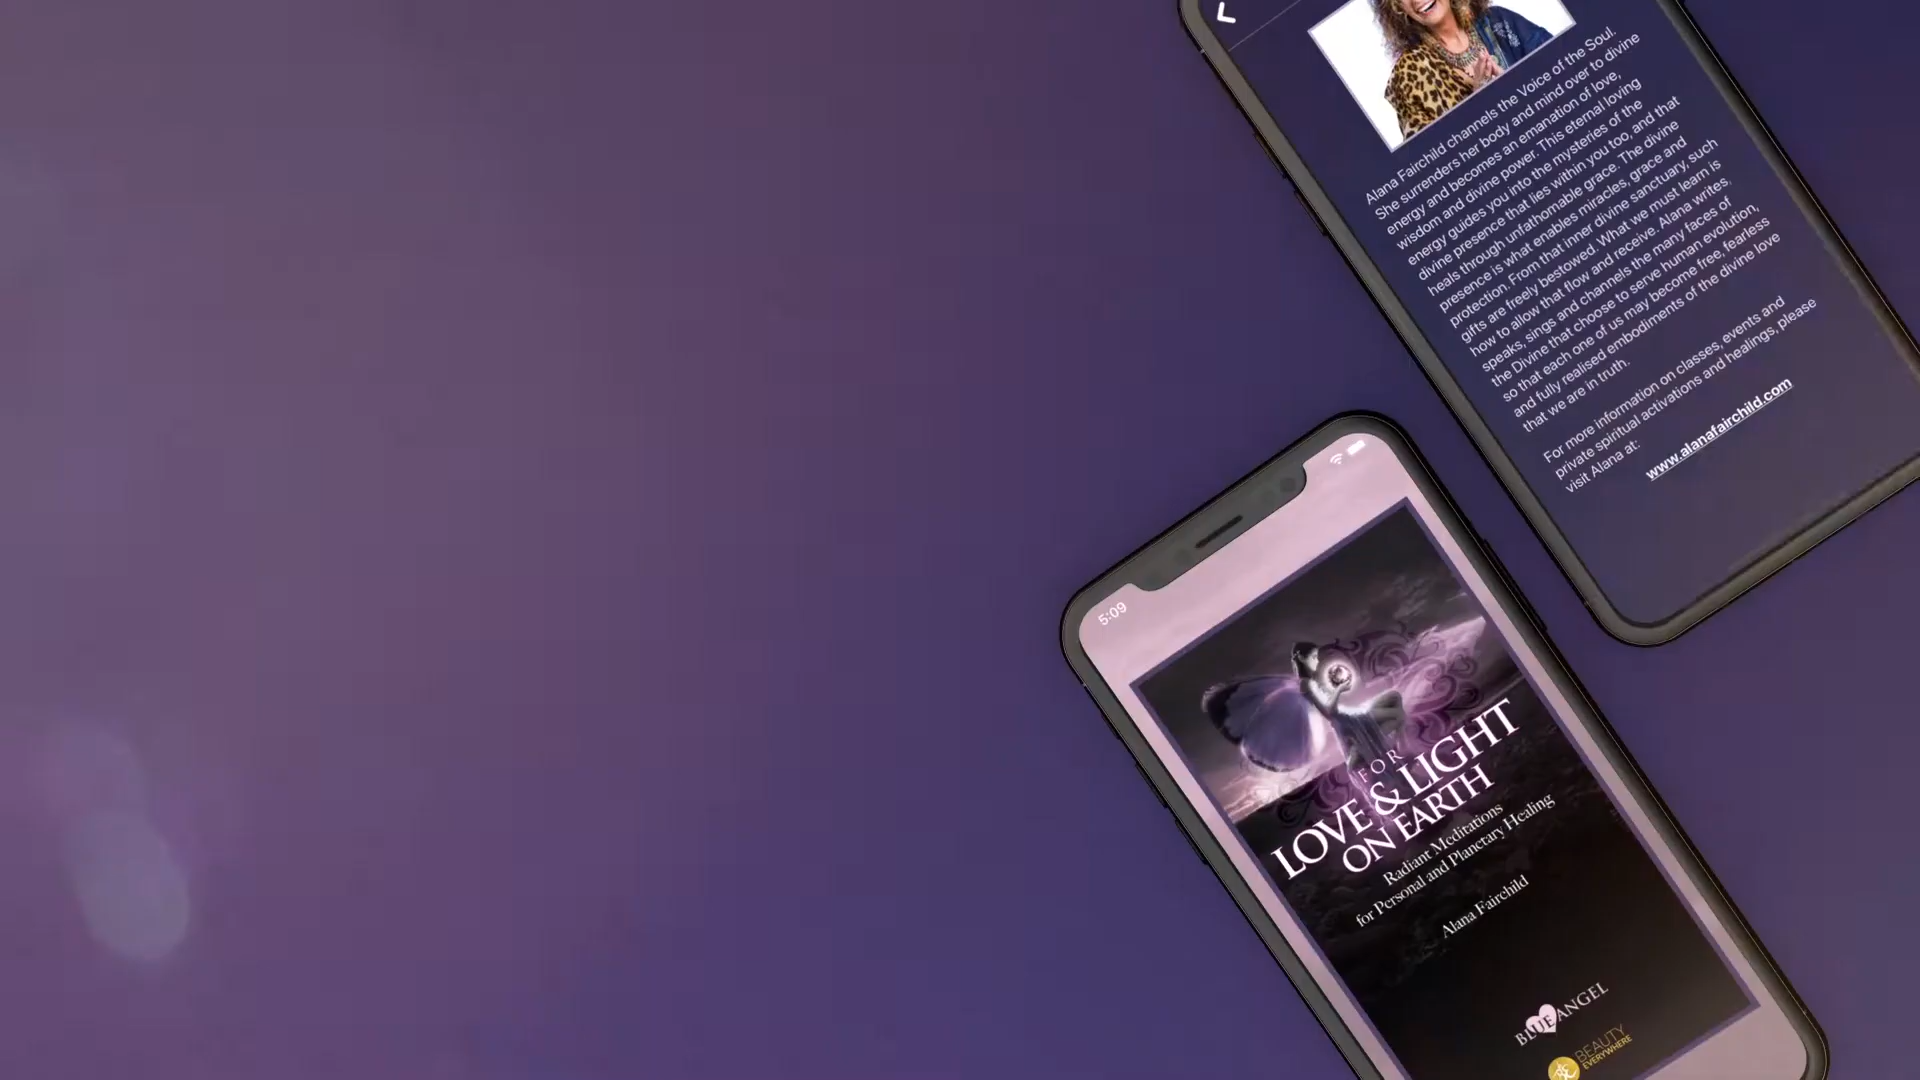 Alana Fairchild channels the Voice of the Soul.
She surrenders her body and mind over to divine
energy and becomes an emanation of love,
wisdom and divine power. This eternal loving
energy guides you into the mysteries of the
divine presence that lies within you too, and that
heals through unfathomable grace. The divine
presence is what enables miracles, grace and
protection. From that inner divine sanctuary, such
gifts are freely bestowed. What we must learn is
how to allow that flow and receive. Alana writes,
speaks, sings and channels the many faces of
the Divine that choose to serve human evolution,
so that each one of us may become free, fearless
and fully realised embodiments of the divine love
that we are in truth.
For more information on classes, events and
private spiritual activations and healings, please
visit Alana at:
www.alanafairchild.com
5:09
FOR
LOVE & LIGHT
ON EARTH
Radiant Meditations
for Personal and Planetary Healing
Alana Fairchild
BLUE ANGEL
BEAUTY
EVERYWHERE